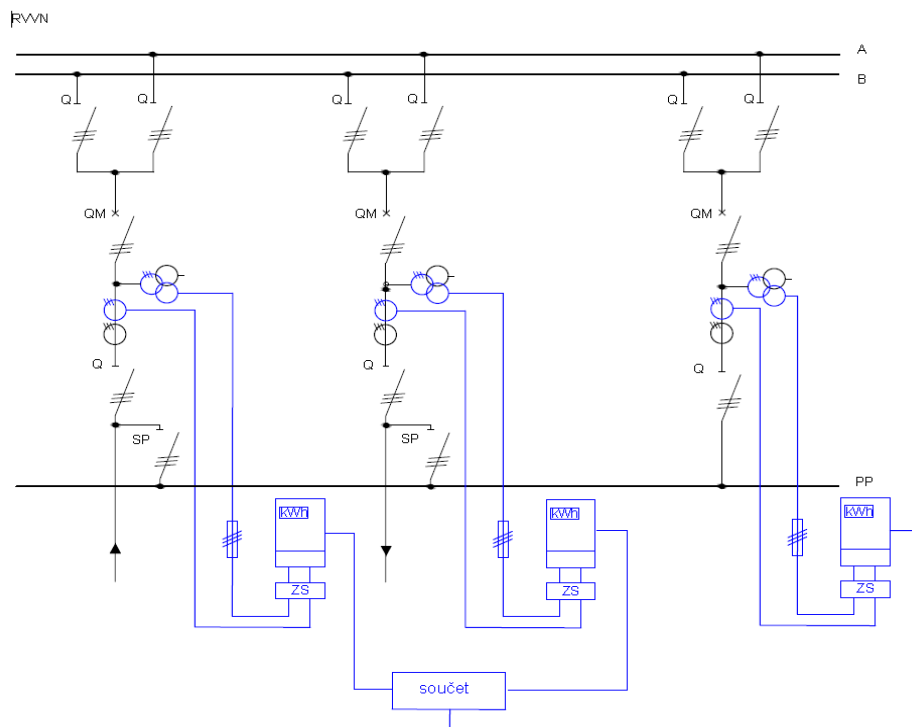 RVVN
A
B
Q Q Q
QM QM QM
Q Q Q
SP SP
PP
kWh kWh kWh
ZS ZS ZS
součet